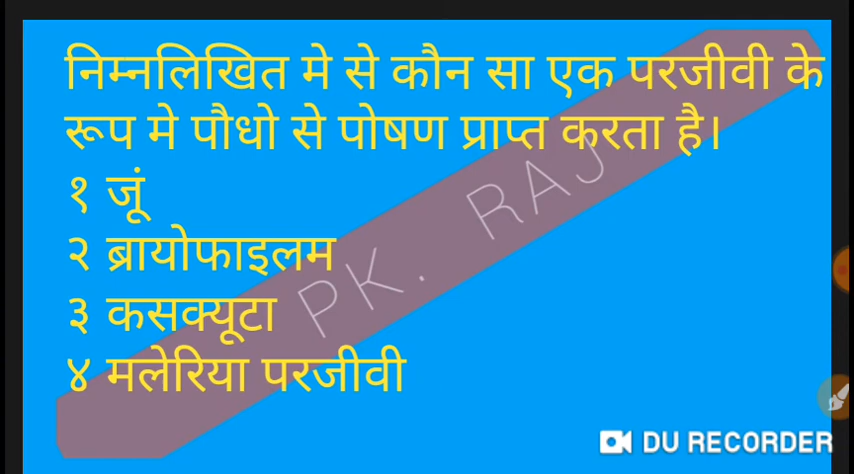 निम्नलिखित मे से कौन सा एक परजीवी के
रूप मे पौधो से पोषण प्राप्त करता है।
१ जूं
२ ब्रायोफाइलम
३ कसक्यूटा
४ मलेरिया परजीवी
PK. RAJ
DU RECORDER